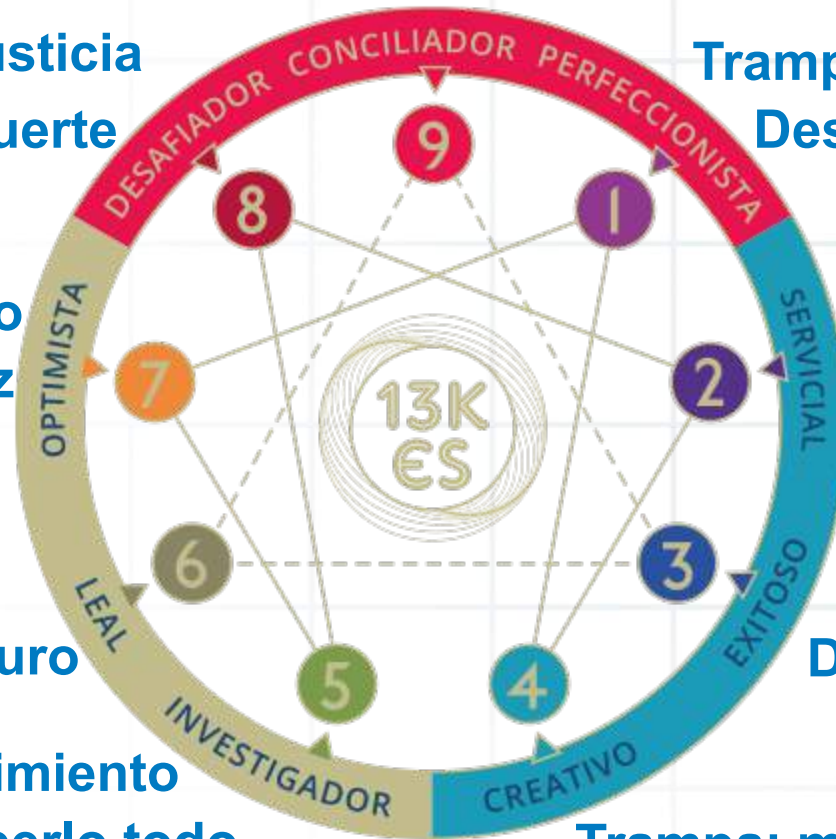 usticia
uerte
Tramp
Des
DESAFIADOR CONCILIADOR PERFECCIONISTA
9
8
1
o
z
OPTIMISTA
SERVICIAL
7
2
13K
ES
6
3
LEAL
EXITOSO
uro
D
5
4
INVESTIGADOR
CREATIVO
imiento